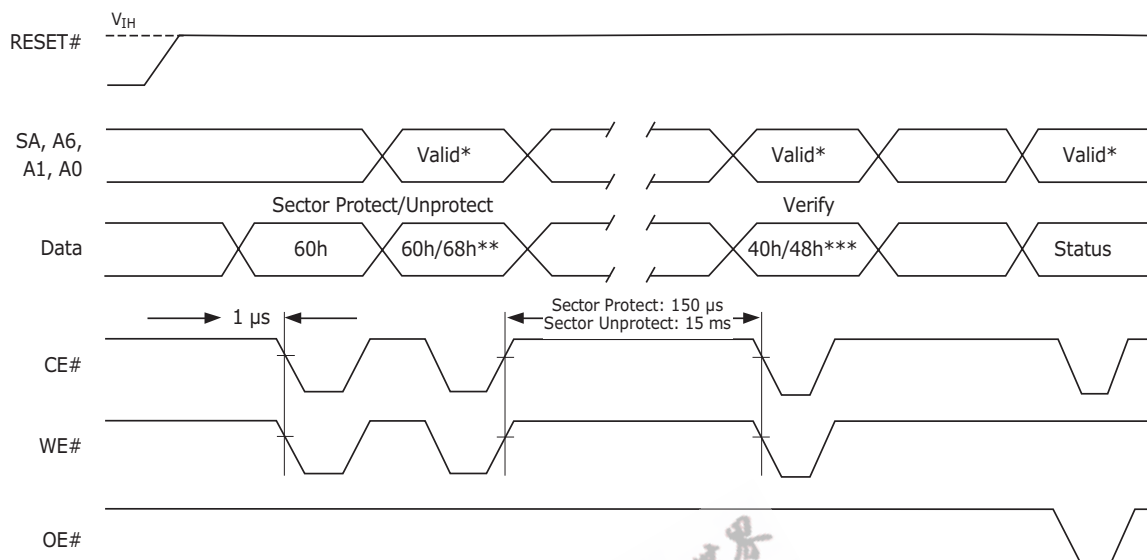 V_IH
RESET#
SA, A6,
A1, A0
Valid* Valid* Valid*
Sector Protect/Unprotect Verify
Data 60h 60h/68h** 40h/48h*** Status
1 µs
Sector Protect: 150 µs
Sector Unprotect: 15 ms
CE#
WE#
OE#